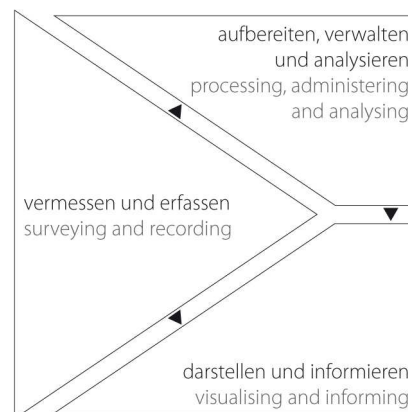 aufbereiten, verwalten
und analysieren
processing, administering
and analysing
vermessen und erfassen
surveying and recording
darstellen und informieren
visualising and informing